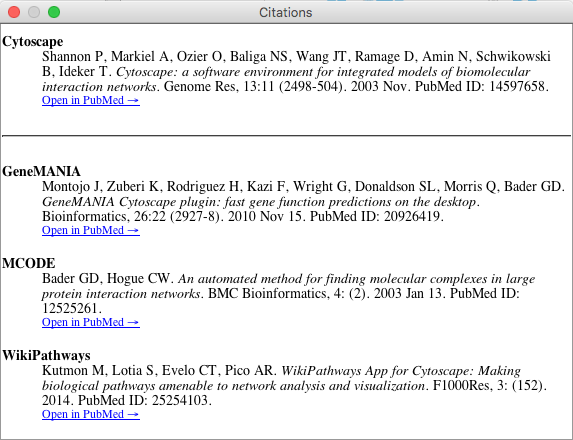 Citations
Cytoscape
Shannon P, Markiel A, Ozier O, Baliga NS, Wang JT, Ramage D, Amin N, Schwikowski
B, Ideker T. Cytoscape: a software environment for integrated models of biomolecular
interaction networks. Genome Res, 13:11 (2498-504). 2003 Nov. PubMed ID: 14597658.
Open in PubMed →
GeneMANIA
Montojo J, Zuberi K, Rodriguez H, Kazi F, Wright G, Donaldson SL, Morris Q, Bader GD.
GeneMANIA Cytoscape plugin: fast gene function predictions on the desktop.
Bioinformatics, 26:22 (2927-8). 2010 Nov 15. PubMed ID: 20926419.
Open in PubMed →
MCODE
Bader GD, Hogue CW. An automated method for finding molecular complexes in large
protein interaction networks. BMC Bioinformatics, 4: (2). 2003 Jan 13. PubMed ID:
12525261.
Open in PubMed →
WikiPathways
Kutmon M, Lotia S, Evelo CT, Pico AR. WikiPathways App for Cytoscape: Making
biological pathways amenable to network analysis and visualization. F1000Res, 3: (152).
2014. PubMed ID: 25254103.
Open in PubMed →